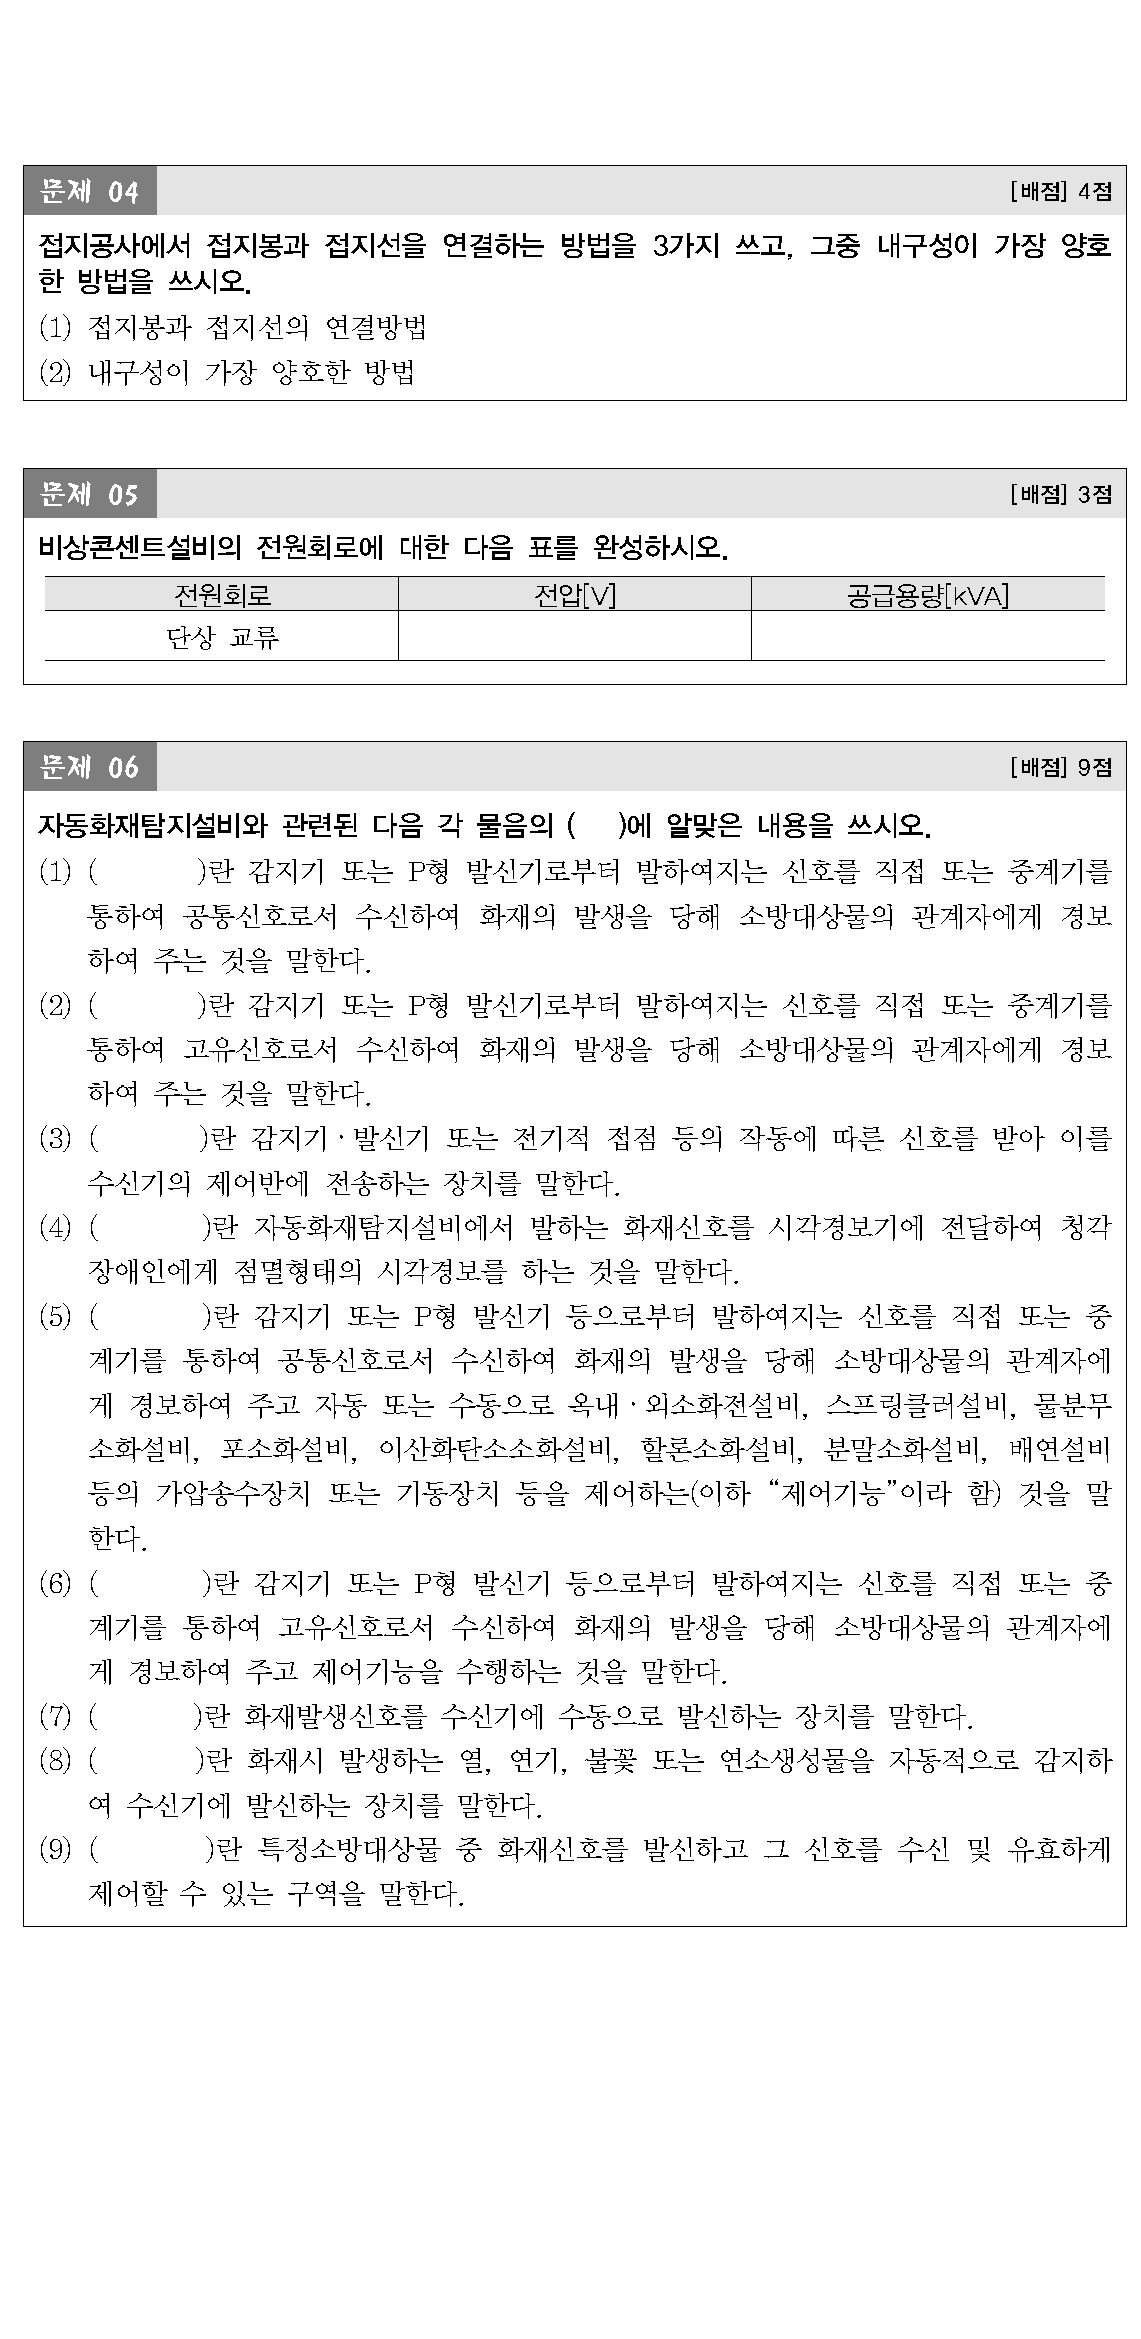 문제 04
[배점] 4점
접지공사에서 접지봉과 접지선을 연결하는 방법을 3가지 쓰고, 그중 내구성이 가장 양호
한 방법을 쓰시오.
(1) 접지봉과 접지선의 연결방법
(2) 내구성이 가장 양호한 방법
문제 05
[배점] 3점
비상콘센트설비의 전원회로에 대한 다음 표를 완성하시오.
전원회로 전압[V] 공급용량[kVA]
단상 교류
문제 06
[배점] 9점
자동화재탐지설비와 관련된 다음 각 물음의 ( )에 알맞은 내용을 쓰시오.
(1) ( )란 감지기 또는 P형 발신기로부터 발하여지는 신호를 직접 또는 중계기를
통하여 공통신호로서 수신하여 화재의 발생을 당해 소방대상물의 관계자에게 경보
하여 주는 것을 말한다.
(2) ( )란 감지기 또는 P형 발신기로부터 발하여지는 신호를 직접 또는 중계기를
통하여 고유신호로서 수신하여 화재의 발생을 당해 소방대상물의 관계자에게 경보
하여 주는 것을 말한다.
(3) ( )란 감지기·발신기 또는 전기적 접점 등의 작동에 따른 신호를 받아 이를
수신기의 제어반에 전송하는 장치를 말한다.
(4) ( )란 자동화재탐지설비에서 발하는 화재신호를 시각경보기에 전달하여 청각
장애인에게 점멸형태의 시각경보를 하는 것을 말한다.
(5) ( )란 감지기 또는 P형 발신기 등으로부터 발하여지는 신호를 직접 또는 중
계기를 통하여 공통신호로서 수신하여 화재의 발생을 당해 소방대상물의 관계자에
게 경보하여 주고 자동 또는 수동으로 옥내·외소화전설비, 스프링클러설비, 물분무
소화설비, 포소화설비, 이산화탄소소화설비, 할론소화설비, 분말소화설비, 배연설비
등의 가압송수장치 또는 기동장치 등을 제어하는(이하 “제어기능”이라 함) 것을 말
한다.
(6) ( )란 감지기 또는 P형 발신기 등으로부터 발하여지는 신호를 직접 또는 중
계기를 통하여 고유신호로서 수신하여 화재의 발생을 당해 소방대상물의 관계자에
게 경보하여 주고 제어기능을 수행하는 것을 말한다.
(7) ( )란 화재발생신호를 수신기에 수동으로 발신하는 장치를 말한다.
(8) ( )란 화재시 발생하는 열, 연기, 불꽃 또는 연소생성물을 자동적으로 감지하
여 수신기에 발신하는 장치를 말한다.
(9) ( )란 특정소방대상물 중 화재신호를 발신하고 그 신호를 수신 및 유효하게
제어할 수 있는 구역을 말한다.